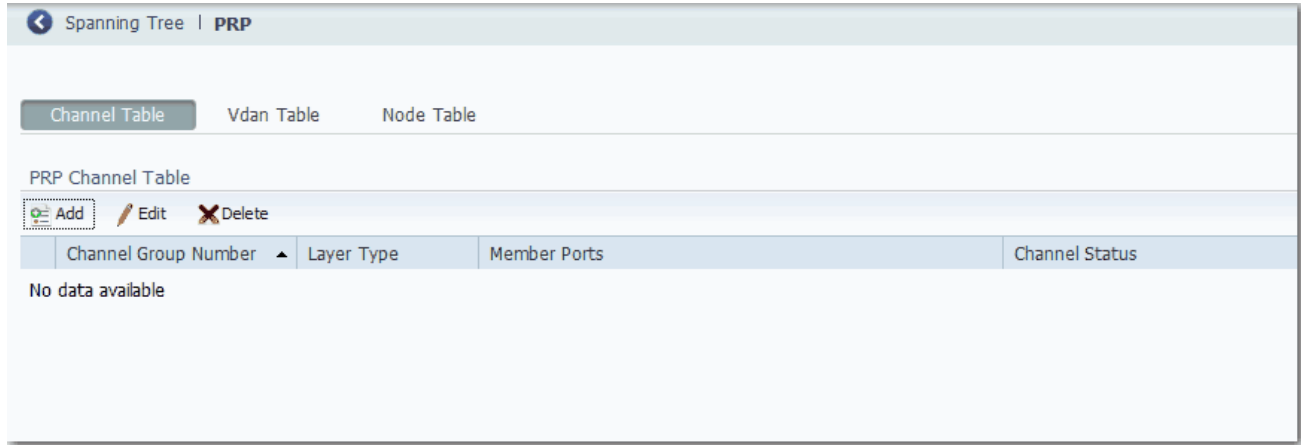 Spanning Tree | PRP
Channel Table Vdan Table Node Table
PRP Channel Table
Add Edit Delete
Channel Group Number Layer Type Member Ports Channel Status
No data available